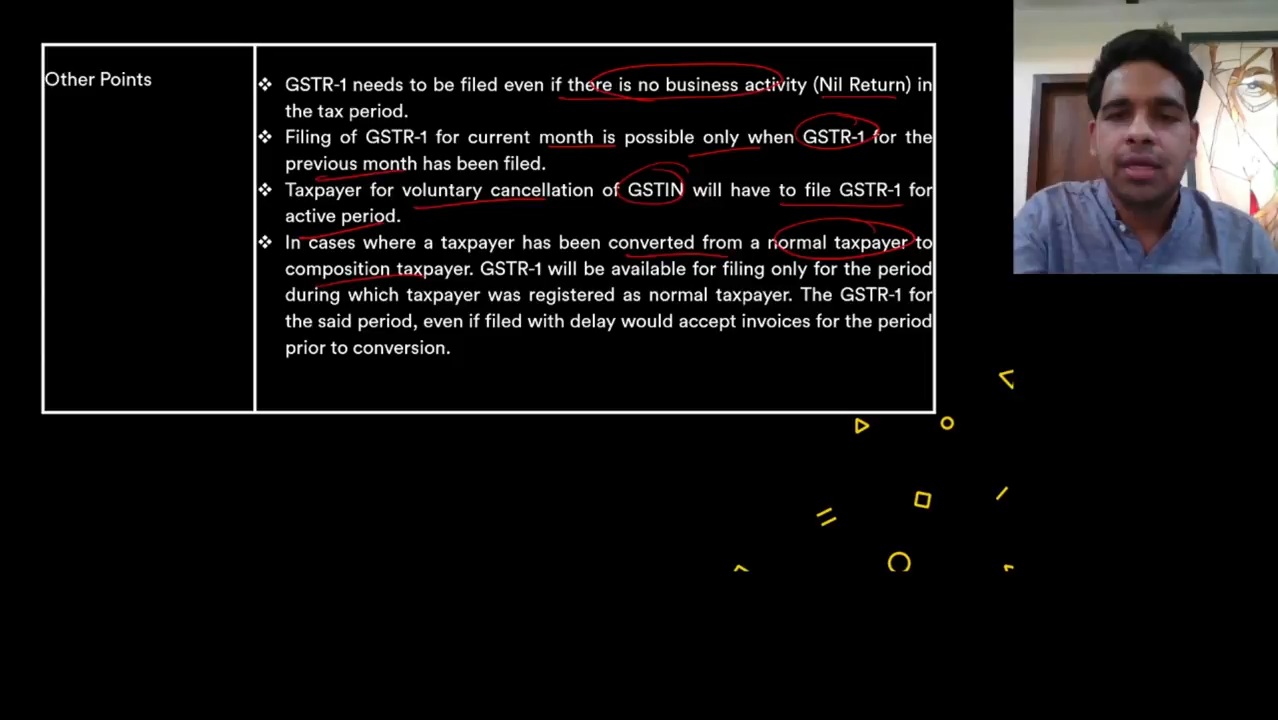 Other Points
❖ GSTR-1 needs to be filed even if there is no business activity (Nil Return) in
the tax period.
❖ Filing of GSTR-1 for current month is possible only when GSTR-1 for the
previous month has been filed.
❖ Taxpayer for voluntary cancellation of GSTIN will have to file GSTR-1 for
active period.
❖ In cases where a taxpayer has been converted from a normal taxpayer to
composition taxpayer. GSTR-1 will be available for filing only for the period
during which taxpayer was registered as normal taxpayer. The GSTR-1 for
the said period, even if filed with delay would accept invoices for the period
prior to conversion.